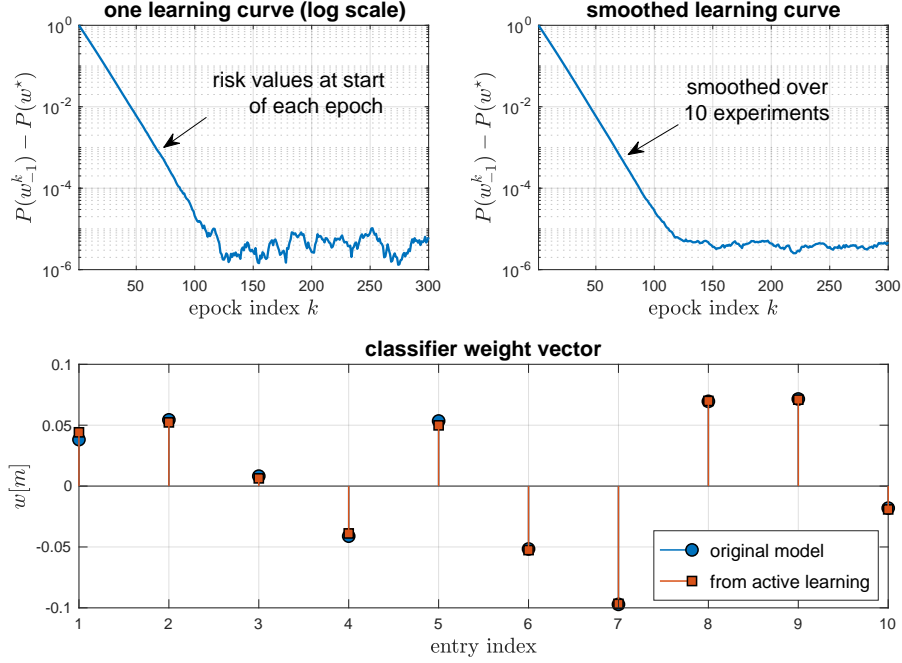 one learning curve (log scale)
10^0
10^-2
10^-4
10^-6
P(w^k_{-1}) − P(w^⋆)
risk values at start
of each epoch
50 100 150 200 250 300
epoch index k
smoothed learning curve
10^0
10^-2
10^-4
10^-6
P(w^k_{-1}) − P(w^⋆)
smoothed over
10 experiments
50 100 150 200 250 300
epoch index k
classifier weight vector
0.1
0.05
0
-0.05
-0.1
w[m]
original model
from active learning
1 2 3 4 5 6 7 8 9 10
entry index